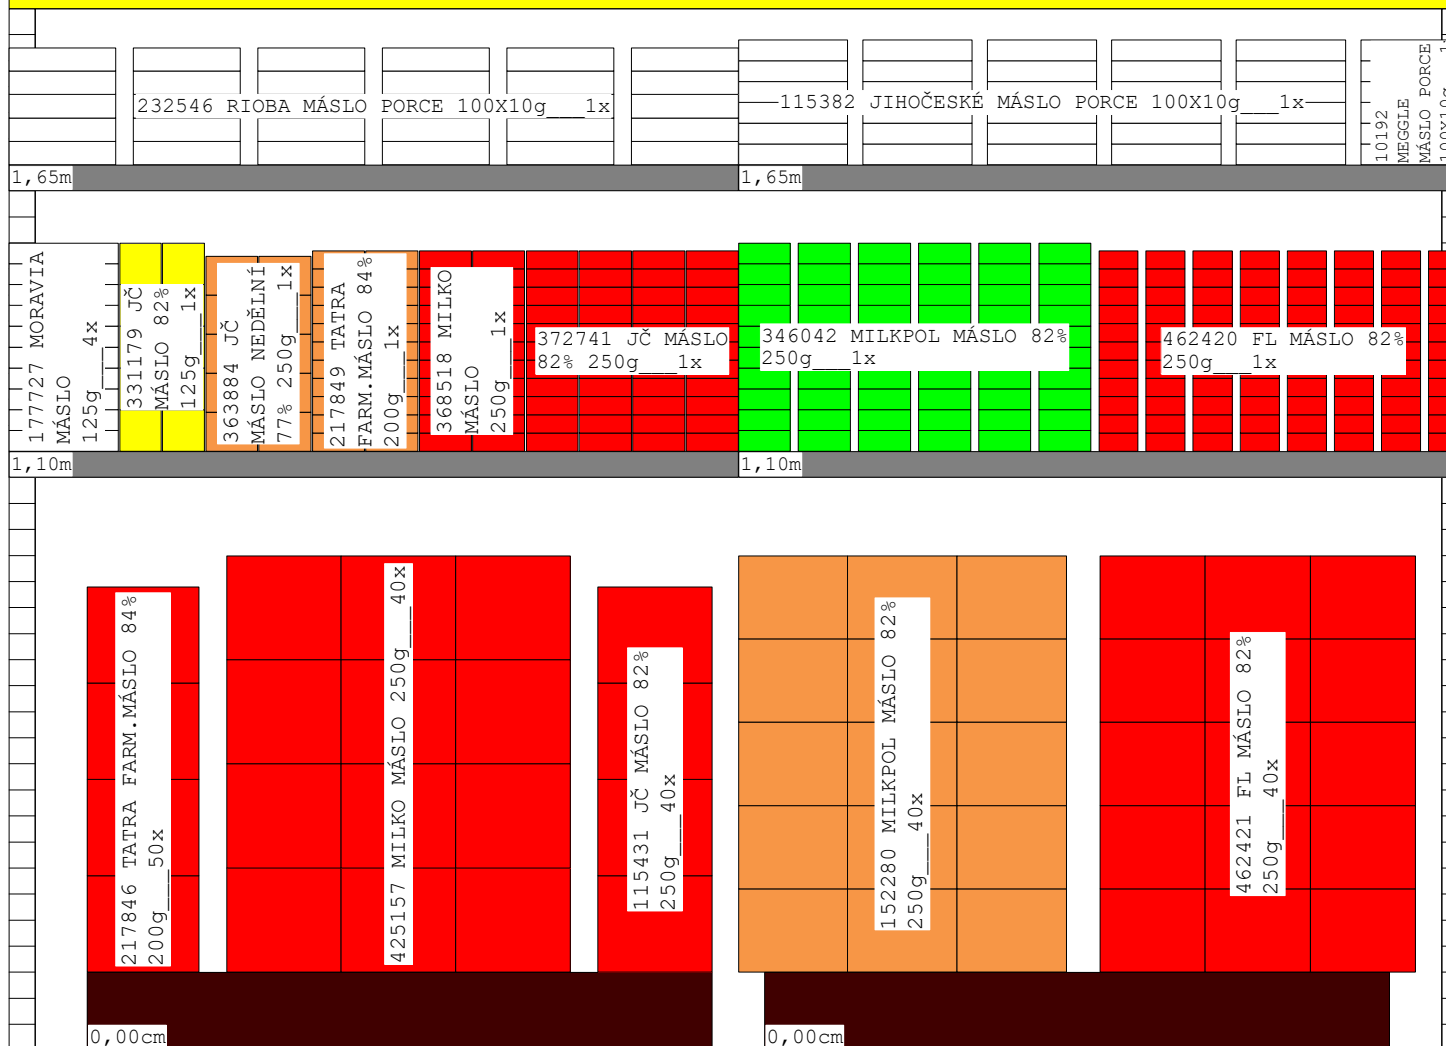 232546 RIOBA MÁSLO PORCE 100X10g___1x
115382 JIHOČESKÉ MÁSLO PORCE 100X10g___1x
10192
MEGGLE
MÁSLO PORCE
1,65m
1,65m
177727 MORAVIA
MÁSLO
125g___4x
331179 JČ
MÁSLO 82%
125g___1x
363884 JČ
MÁSLO NEDĚLNÍ
77% 250g___1x
217849 TATRA
FARM.MÁSLO 84%
200g___1x
368518 MILKO
MÁSLO
250g___1x
372741 JČ MÁSLO
82% 250g___1x
346042 MILKPOL MÁSLO 82%
250g___1x
462420 FL MÁSLO 82%
250g___1x
1,10m
1,10m
217846 TATRA FARM.MÁSLO 84%
200g___50x
425157 MILKO MÁSLO 250g___40x
115431 JČ MÁSLO 82%
250g___40x
152280 MILKPOL MÁSLO 82%
250g___40x
462421 FL MÁSLO 82%
250g___40x
0,00cm
0,00cm